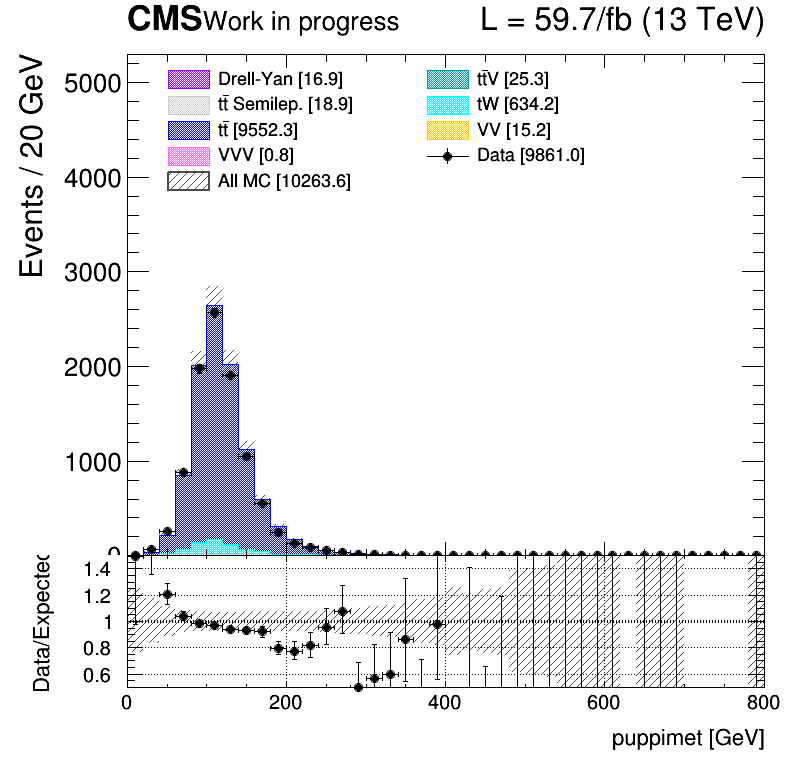 CMS Work in progress L = 59.7/fb (13 TeV)
Events / 20 GeV
5000
4000
3000
2000
1000
0
Drell-Yan [16.9]
tt̄ Semilep. [18.9]
tt̄ [9552.3]
VVV [0.8]
All MC [10263.6]
tt̄V [25.3]
tW [634.2]
VV [15.2]
Data [9861.0]
Data/Expected
1.4
1.2
1
0.8
0.6
0 200 400 600 800
puppimet [GeV]